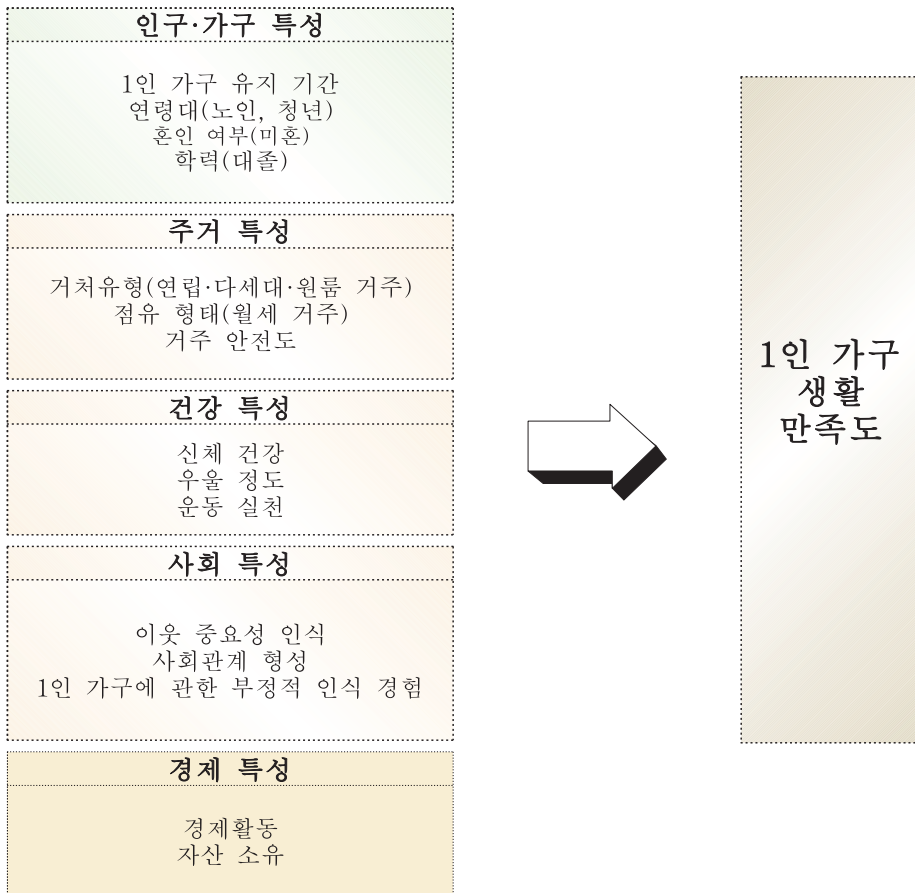 인구·가구 특성
1인 가구 유지 기간
연령대(노인, 청년)
혼인 여부(미혼)
학력(대졸)
주거 특성
거처유형(연립·다세대·원룸 거주)
점유 형태(월세 거주)
거주 안전도
건강 특성
신체 건강
우울 정도
운동 실천
사회 특성
이웃 중요성 인식
사회관계 형성
1인 가구에 관한 부정적 인식 경험
경제 특성
경제활동
자산 소유
1인 가구
생활
만족도